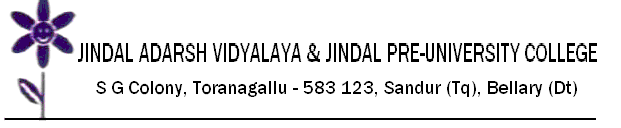 JINDAL ADARSH VIDYALAYA & JINDAL PRE-UNIVERSITY COLLEGE
S G Colony, Toranagallu - 583 123, Sandur (Tq), Bellary (Dt)